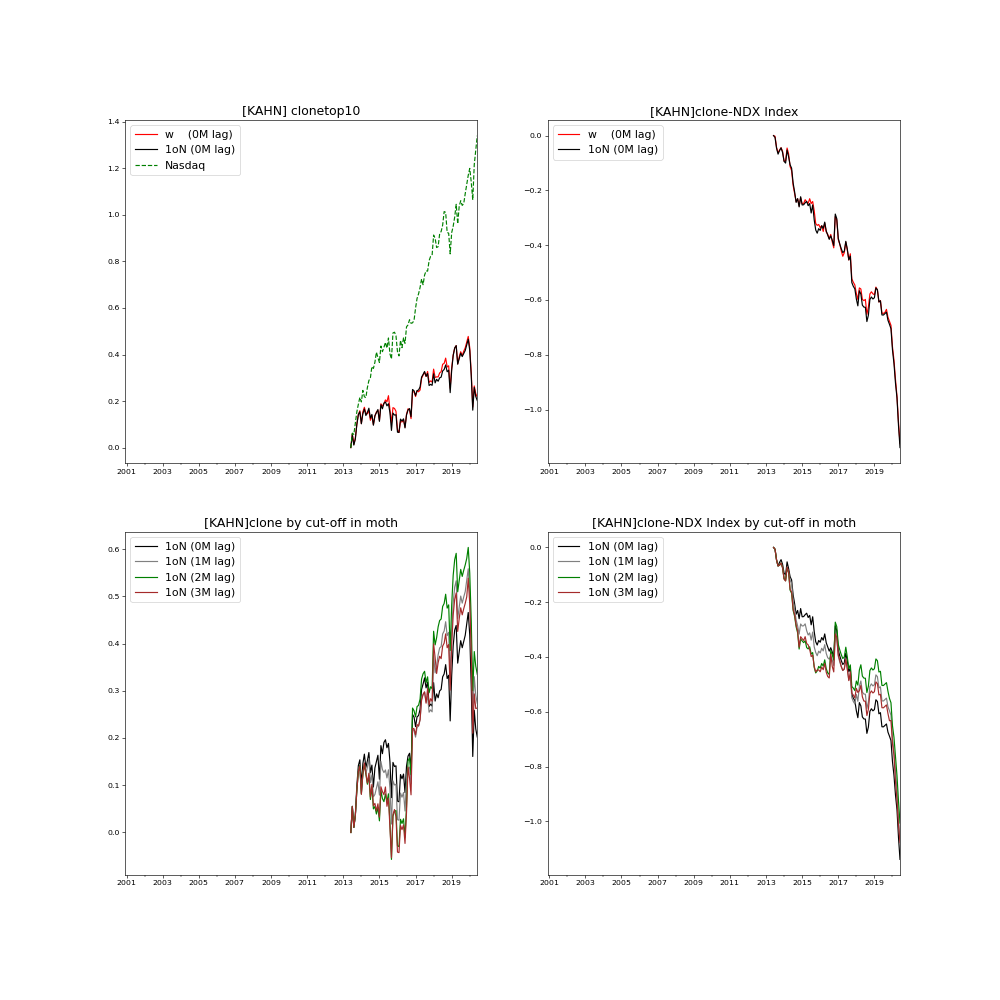 [KAHN] clonetop10
1.4
1.2
1.0
0.8
0.6
0.4
0.2
0.0
w (0M lag)
1oN (0M lag)
Nasdaq
2001 2003 2005 2007 2009 2011 2013 2015 2017 2019
[KAHN]clone-NDX Index
0.0
−0.2
−0.4
−0.6
−0.8
−1.0
w (0M lag)
1oN (0M lag)
2001 2003 2005 2007 2009 2011 2013 2015 2017 2019
[KAHN]clone by cut-off in moth
0.6
0.5
0.4
0.3
0.2
0.1
0.0
1oN (0M lag)
1oN (1M lag)
1oN (2M lag)
1oN (3M lag)
2001 2003 2005 2007 2009 2011 2013 2015 2017 2019
[KAHN]clone-NDX Index by cut-off in moth
0.0
−0.2
−0.4
−0.6
−0.8
−1.0
1oN (0M lag)
1oN (1M lag)
1oN (2M lag)
1oN (3M lag)
2001 2003 2005 2007 2009 2011 2013 2015 2017 2019